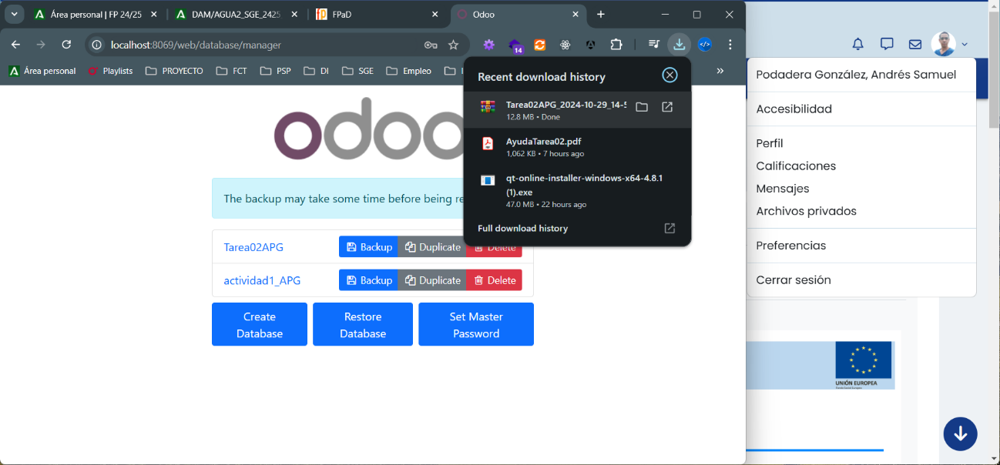 Área personal | FP 24/25
DAM/AGUA2_SGE_2425
FPaD
Odoo
localhost:8069/web/database/manager
14
Área personal
Playlists
PROYECTO
FCT
PSP
DI
SGE
Empleo
Recent download history
Tarea02APG_2024-10-29_14-5
12.8 MB • Done
AyudaTarea02.pdf
1,062 KB • 7 hours ago
qt-online-installer-windows-x64-4.8.1
(1).exe
47.0 MB • 22 hours ago
Full download history
odoo
The backup may take some time before being re
Tarea02APG
Backup
Duplicate
Delete
actividad1_APG
Backup
Duplicate
Delete
Create
Database
Restore
Database
Set Master
Password
Podadera González, Andrés Samuel
Accesibilidad
Perfil
Calificaciones
Mensajes
Archivos privados
Preferencias
Cerrar sesión
UNIÓN EUROPEA